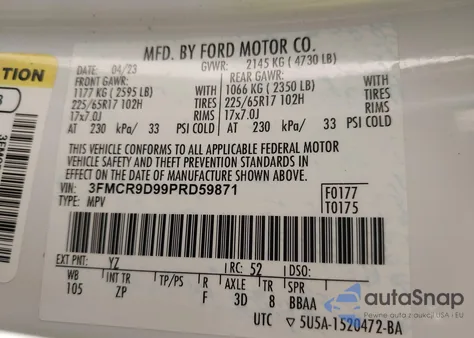 MFD. BY FORD MOTOR CO.
DATE: 04/23 GVWR: 2145 KG ( 4730 LB)
FRONT GAWR: REAR GAWR:
1177 KG ( 2595 LB) WITH 1066 KG ( 2350 LB) WITH
225/65R17 102H TIRES 225/65R17 102H TIRES
17x7.0J RIMS 17x7.0J RIMS
AT 230 kPa/ 33 PSI COLD AT 230 kPa/ 33 PSI COLD
THIS VEHICLE CONFORMS TO ALL APPLICABLE FEDERAL MOTOR
VEHICLE SAFETY AND THEFT PREVENTION STANDARDS IN EFFECT ON THE
DATE OF MANUFACTURE SHOWN ABOVE.
VIN: 3FMCR9D99PRD59871 F0177
TYPE: MPV T0175
EXT PNT: YZ RC: 52 DSO:
WB INT TR TP/PS R AXLE TR SPR
105 ZP F 3D 8 BBAA
UTC ▽5U5A-1520472-BA
TION
autoSnap
Pewne auta z aukcji USA i EU